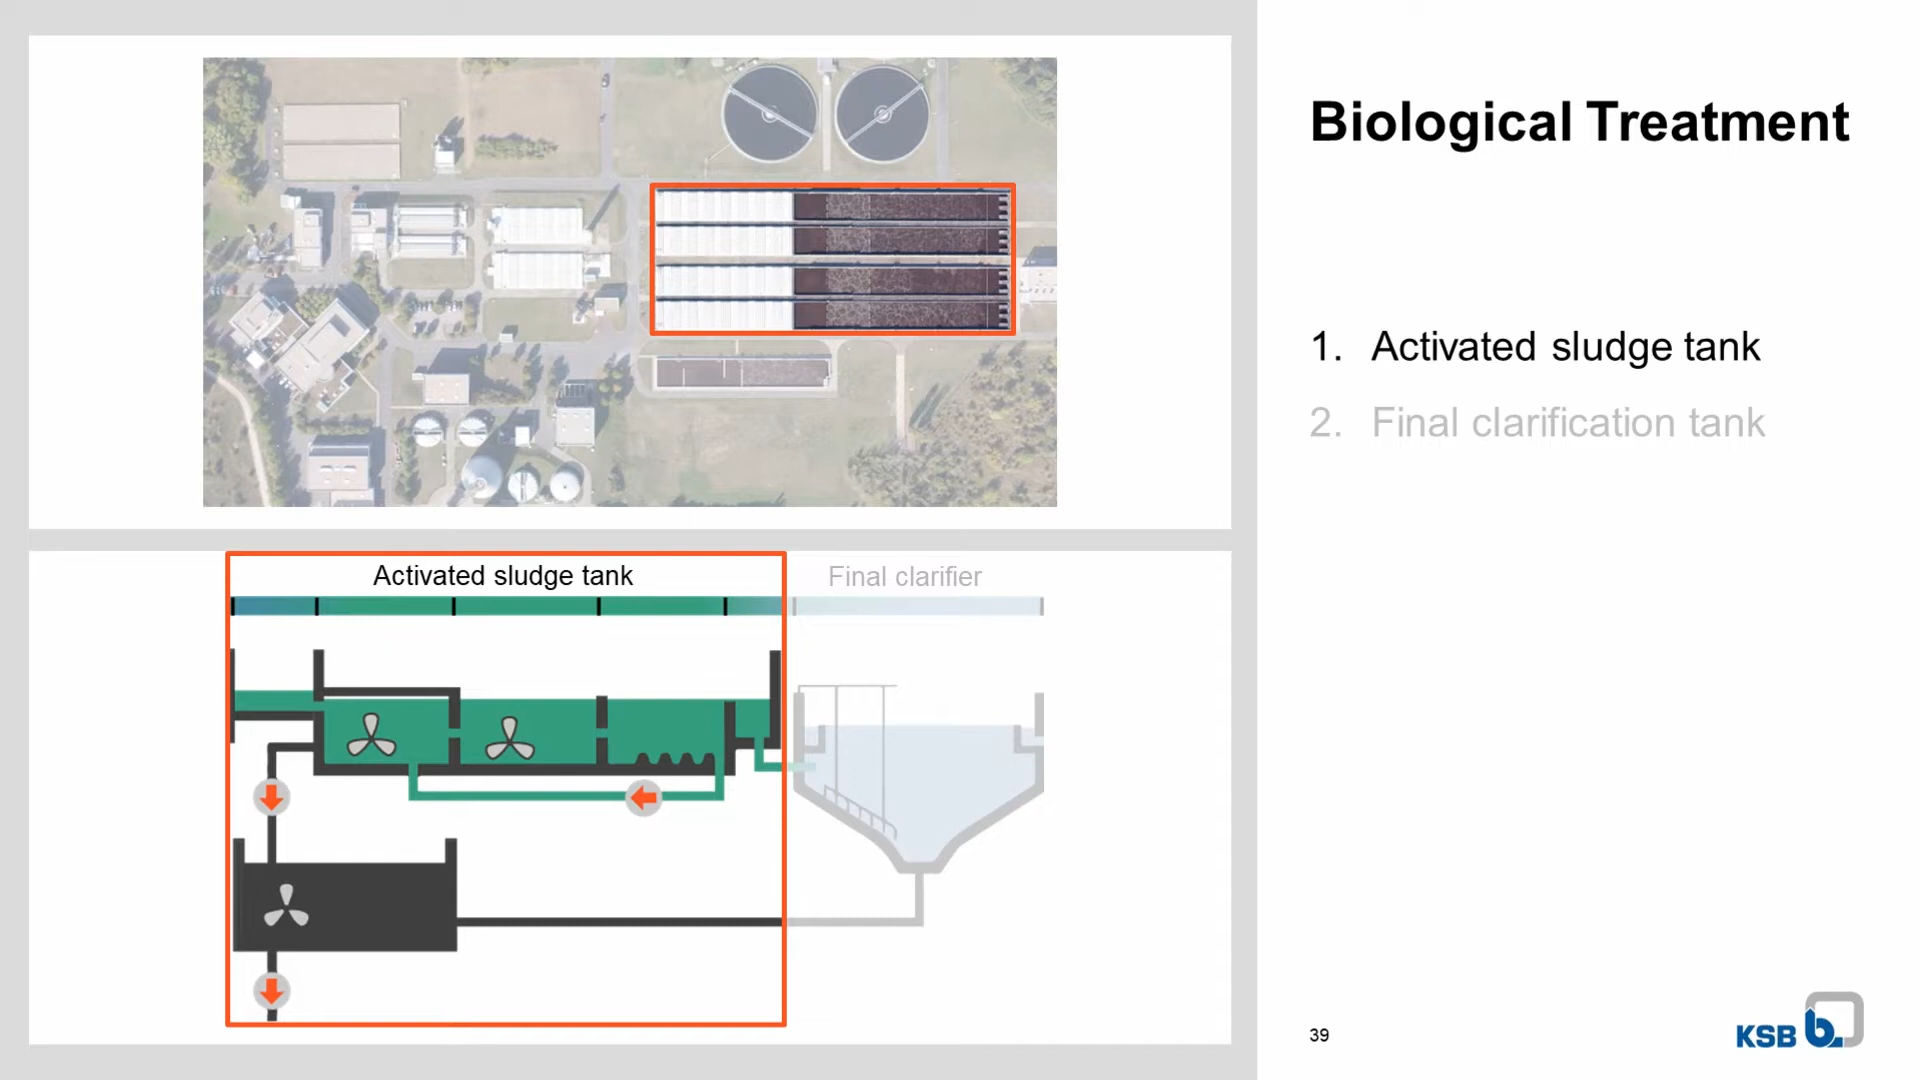 Biological Treatment
1. Activated sludge tank
2. Final clarification tank
Activated sludge tank
Final clarifier
39
KSB